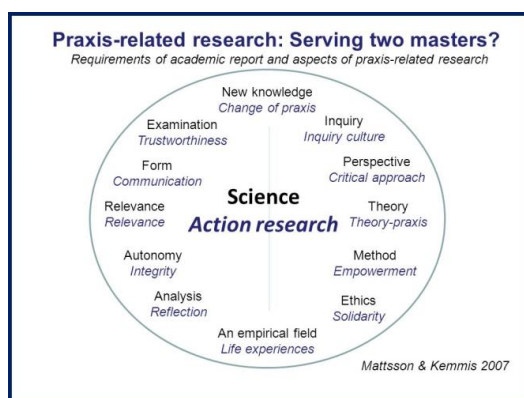 Praxis-related research: Serving two masters?
Requirements of academic report and aspects of praxis-related research
New knowledge
Change of praxis
Inquiry
Inquiry culture
Perspective
Critical approach
Theory
Theory-praxis
Method
Empowerment
Ethics
Solidarity
An empirical field
Life experiences
Analysis
Reflection
Autonomy
Integrity
Relevance
Relevance
Form
Communication
Examination
Trustworthiness
Science
Action research
Mattsson & Kemmis 2007